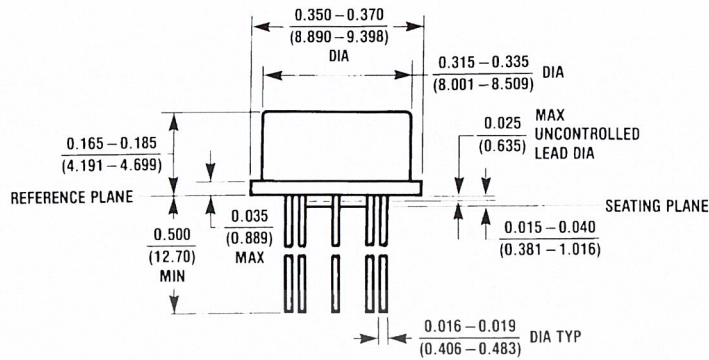 0.350–0.370
(8.890–9.398)
DIA
0.315–0.335 DIA
(8.001–8.509)
0.165–0.185
(4.191–4.699)
0.025
(0.635)
MAX
UNCONTROLLED
LEAD DIA
REFERENCE PLANE
SEATING PLANE
0.035
(0.889) MAX
0.500
(12.70)
MIN
0.015–0.040
(0.381–1.016)
0.016–0.019 DIA TYP
(0.406–0.483)